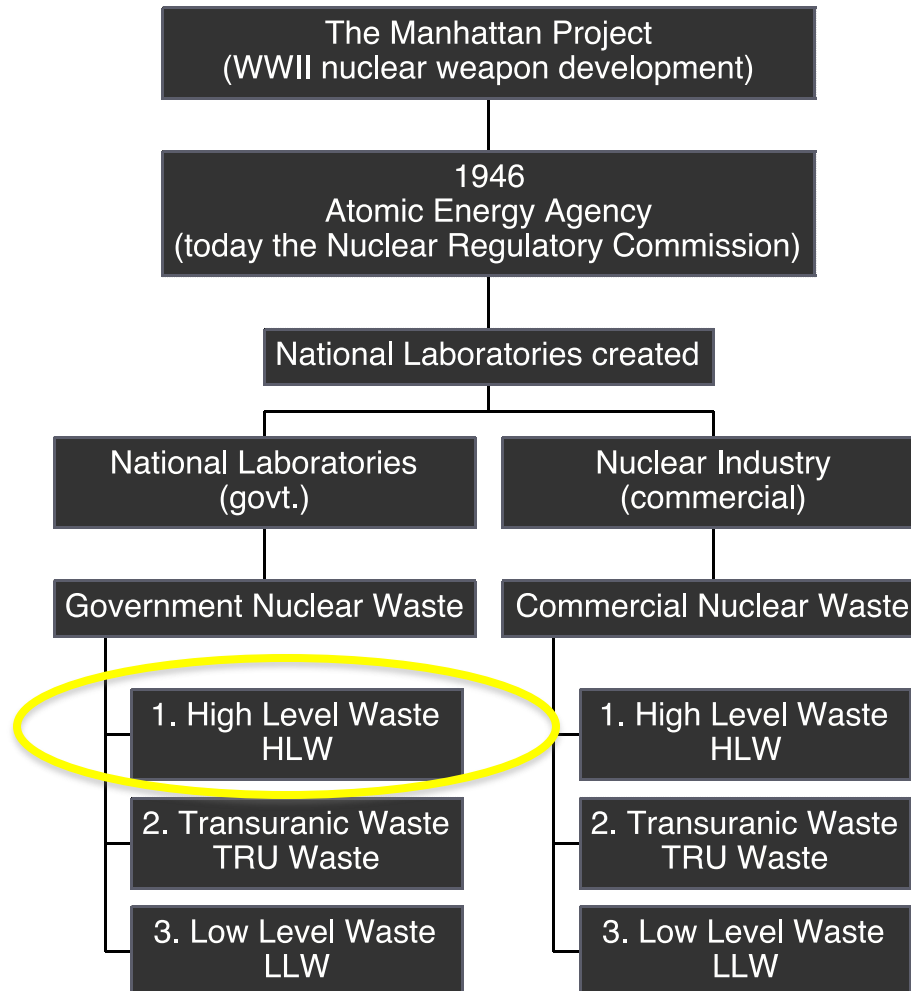 The Manhattan Project
(WWII nuclear weapon development)
1946
Atomic Energy Agency
(today the Nuclear Regulatory Commission)
National Laboratories created
National Laboratories
(govt.)
Nuclear Industry
(commercial)
Government Nuclear Waste
Commercial Nuclear Waste
1. High Level Waste
HLW
2. Transuranic Waste
TRU Waste
3. Low Level Waste
LLW
1. High Level Waste
HLW
2. Transuranic Waste
TRU Waste
3. Low Level Waste
LLW